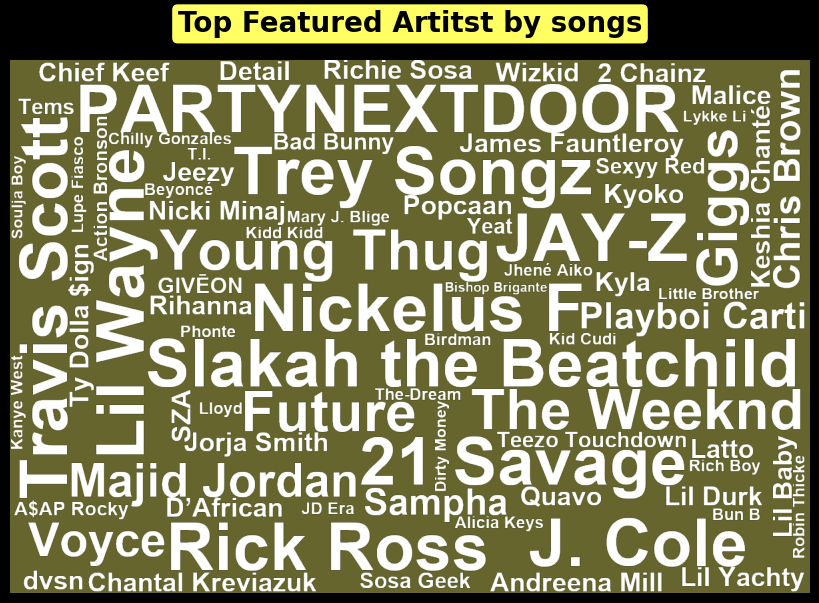 Top Featured Artitst by songs
Chief Keef
Detail
Richie Sosa
Wizkid
2 Chainz
Tems
PARTYNEXTDOOR
Malice
Lykke Li
Chilly Gonzales
Bad Bunny
James Fauntleroy
T.I.
Jeezy
Trey Songz
Sexyy Red
Giggs
Keshia Chanté
Chris Brown
Soulja Boy
Travis Scott
Lupe Fiasco
Action Bronson
Lil Wayne
Beyoncé
Kyoko
Nicki Minaj
Mary J. Blige
Popcaan
Kidd Kidd
Yeat
JAY-Z
Young Thug
Jhené Aiko
Ty Dolla $ign
GIVĒON
Bishop Brigante
Kyla
Little Brother
Rihanna
Nickelus F
Playboi Carti
Phonte
Birdman
Kid Cudi
Slakah the Beatchild
Kanye West
The-Dream
SZA
Lloyd
Future
The Weeknd
Dirty Money
Jorja Smith
21 Savage
Teezo Touchdown
Latto
Rich Boy
Lil Baby
Robin Thicke
Majid Jordan
Sampha
Quavo
Lil Durk
A$AP Rocky
D'African
JD Era
Alicia Keys
Bun B
Voyce
Rick Ross
J. Cole
dvsn
Chantal Kreviazuk
Sosa Geek
Andreena Mill
Lil Yachty